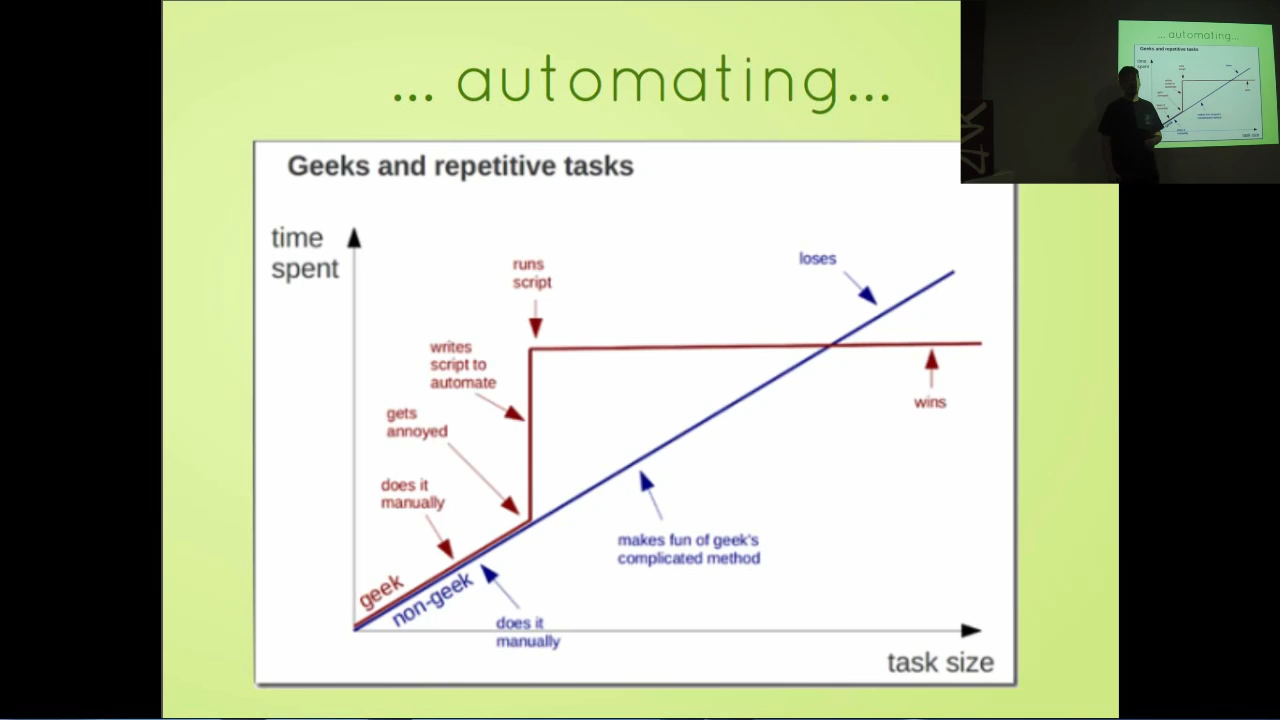 ... automating...
Geeks and repetitive tasks
time
spent
runs
script
loses
writes
script to
automate
gets
annoyed
wins
does it
manually
makes fun of geek's
complicated method
geek
non-geek
does it
manually
task size
... automating...
Geeks and repetitive tasks